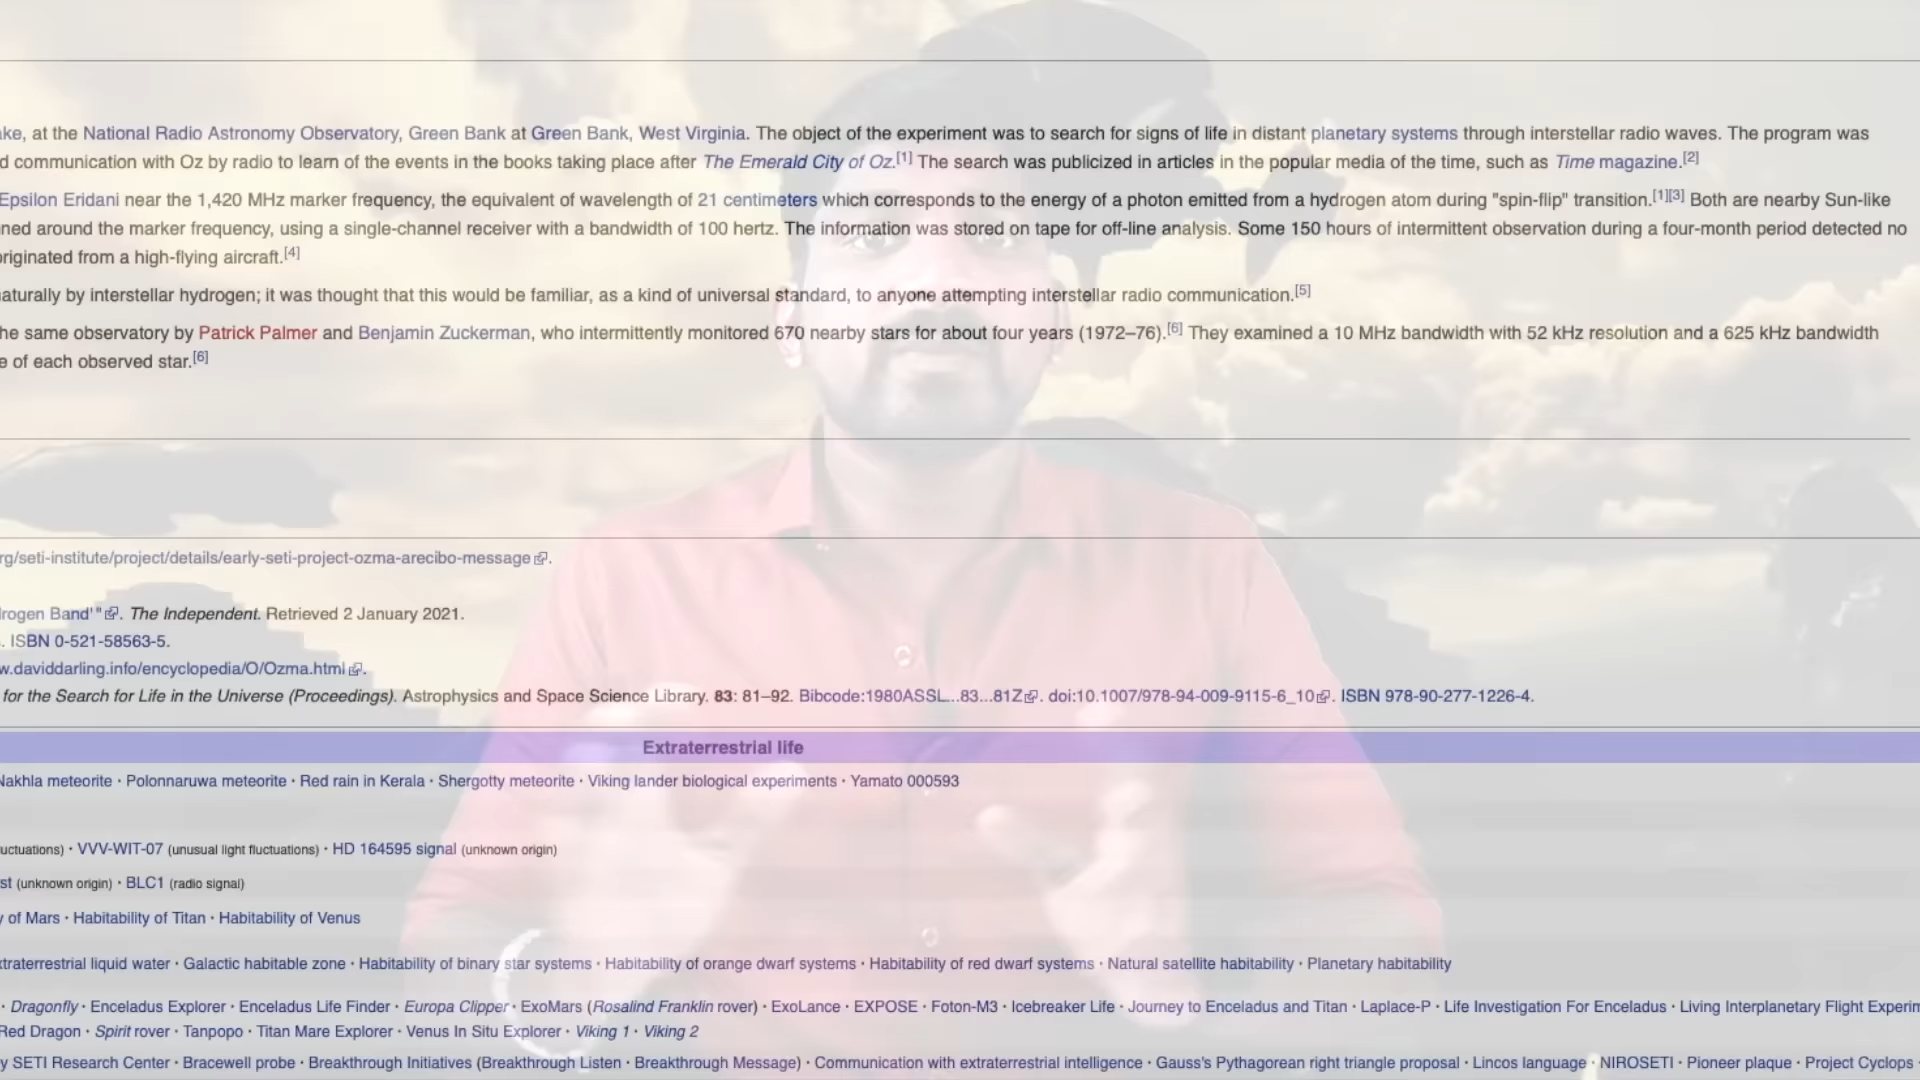 ake, at the National Radio Astronomy Observatory, Green Bank at Green Bank, West Virginia. The object of the experiment was to search for signs of life in distant planetary systems through interstellar radio waves. The program was
d communication with Oz by radio to learn of the events in the books taking place after The Emerald City of Oz.[1] The search was publicized in articles in the popular media of the time, such as Time magazine.[2]
Epsilon Eridani near the 1,420 MHz marker frequency, the equivalent of wavelength of 21 centimeters which corresponds to the energy of a photon emitted from a hydrogen atom during "spin-flip" transition.[1][3] Both are nearby Sun-like
ned around the marker frequency, using a single-channel receiver with a bandwidth of 100 hertz. The information was stored on tape for off-line analysis. Some 150 hours of intermittent observation during a four-month period detected no
originated from a high-flying aircraft.[4]
naturally by interstellar hydrogen; it was thought that this would be familiar, as a kind of universal standard, to anyone attempting interstellar radio communication.[5]
he same observatory by Patrick Palmer and Benjamin Zuckerman, who intermittently monitored 670 nearby stars for about four years (1972–76).[6] They examined a 10 MHz bandwidth with 52 kHz resolution and a 625 kHz bandwidth
e of each observed star.[6]
rg/seti-institute/project/details/early-seti-project-ozma-arecibo-message.
drogen Band'". The Independent. Retrieved 2 January 2021.
. ISBN 0-521-58563-5.
w.daviddarling.info/encyclopedia/O/Ozma.html.
for the Search for Life in the Universe (Proceedings). Astrophysics and Space Science Library. 83: 81–92. Bibcode:1980ASSL...83...81Z. doi:10.1007/978-94-009-9115-6_10. ISBN 978-90-277-1226-4.
Extraterrestrial life
Nakhla meteorite · Polonnaruwa meteorite · Red rain in Kerala · Shergotty meteorite · Viking lander biological experiments · Yamato 000593
uctuations) · VVV-WIT-07 (unusual light fluctuations) · HD 164595 signal (unknown origin)
st (unknown origin) · BLC1 (radio signal)
y of Mars · Habitability of Titan · Habitability of Venus
xtraterrestrial liquid water · Galactic habitable zone · Habitability of binary star systems · Habitability of orange dwarf systems · Habitability of red dwarf systems · Natural satellite habitability · Planetary habitability
· Dragonfly · Enceladus Explorer · Enceladus Life Finder · Europa Clipper · ExoMars (Rosalind Franklin rover) · ExoLance · EXPOSE · Foton-M3 · Icebreaker Life · Journey to Enceladus and Titan · Laplace-P · Life Investigation For Enceladus · Living Interplanetary Flight Experim
Red Dragon · Spirit rover · Tanpopo · Titan Mare Explorer · Venus In Situ Explorer · Viking 1 · Viking 2
y SETI Research Center · Bracewell probe · Breakthrough Initiatives (Breakthrough Listen · Breakthrough Message) · Communication with extraterrestrial intelligence · Gauss's Pythagorean right triangle proposal · Lincos language · NIROSETI · Pioneer plaque · Project Cyclops ·